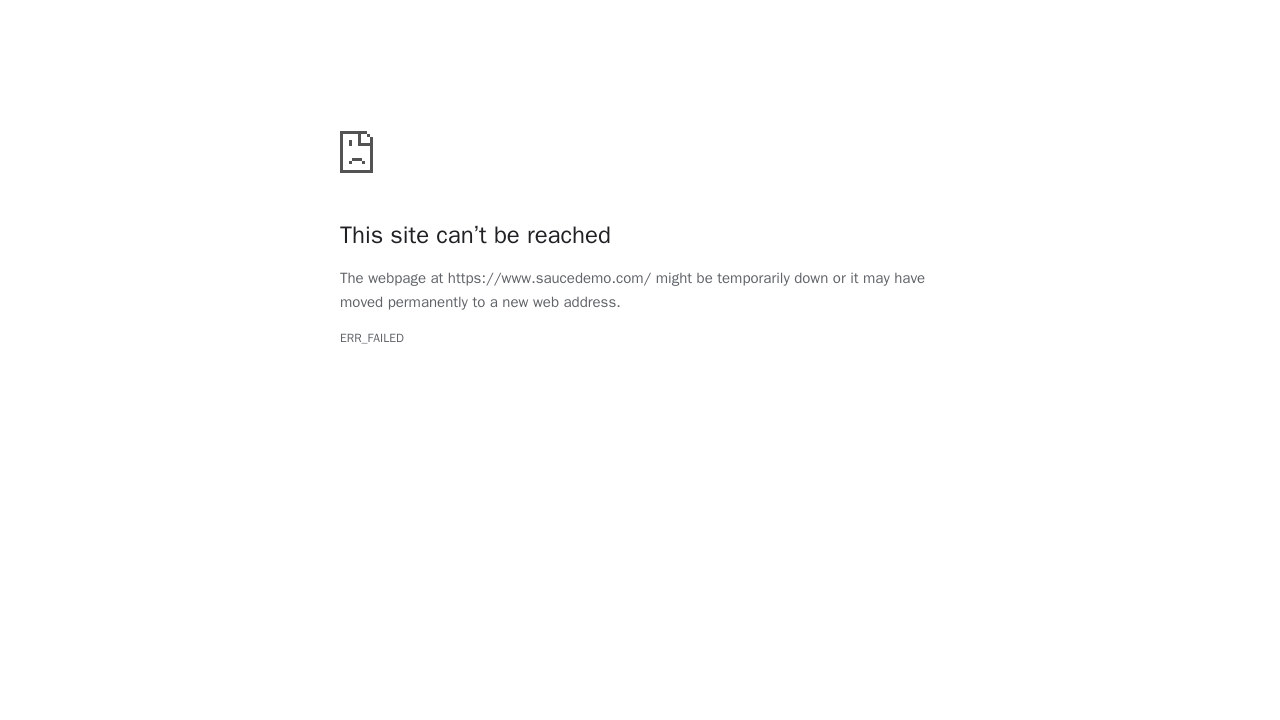 This site can’t be reached
The webpage at https://www.saucedemo.com/ might be temporarily down or it may have
moved permanently to a new web address.
ERR_FAILED